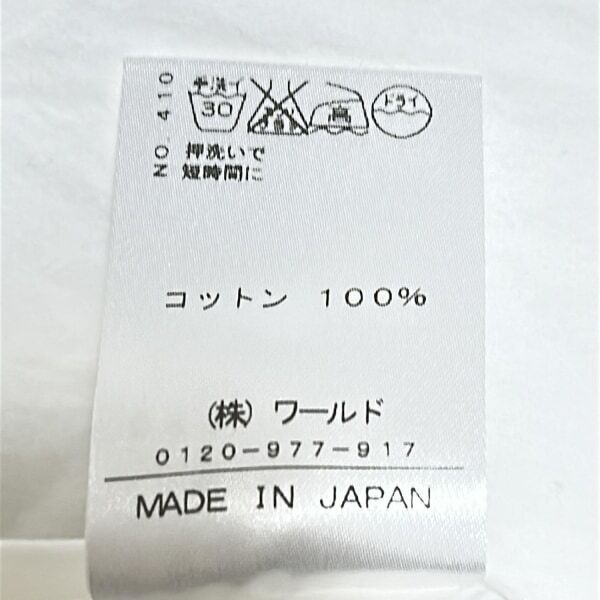 NO. 410
手洗イ
30
高
ドライ
押洗いで
短時間に
コットン 100%
(株) ワールド
0120-977-917
MADE IN JAPAN